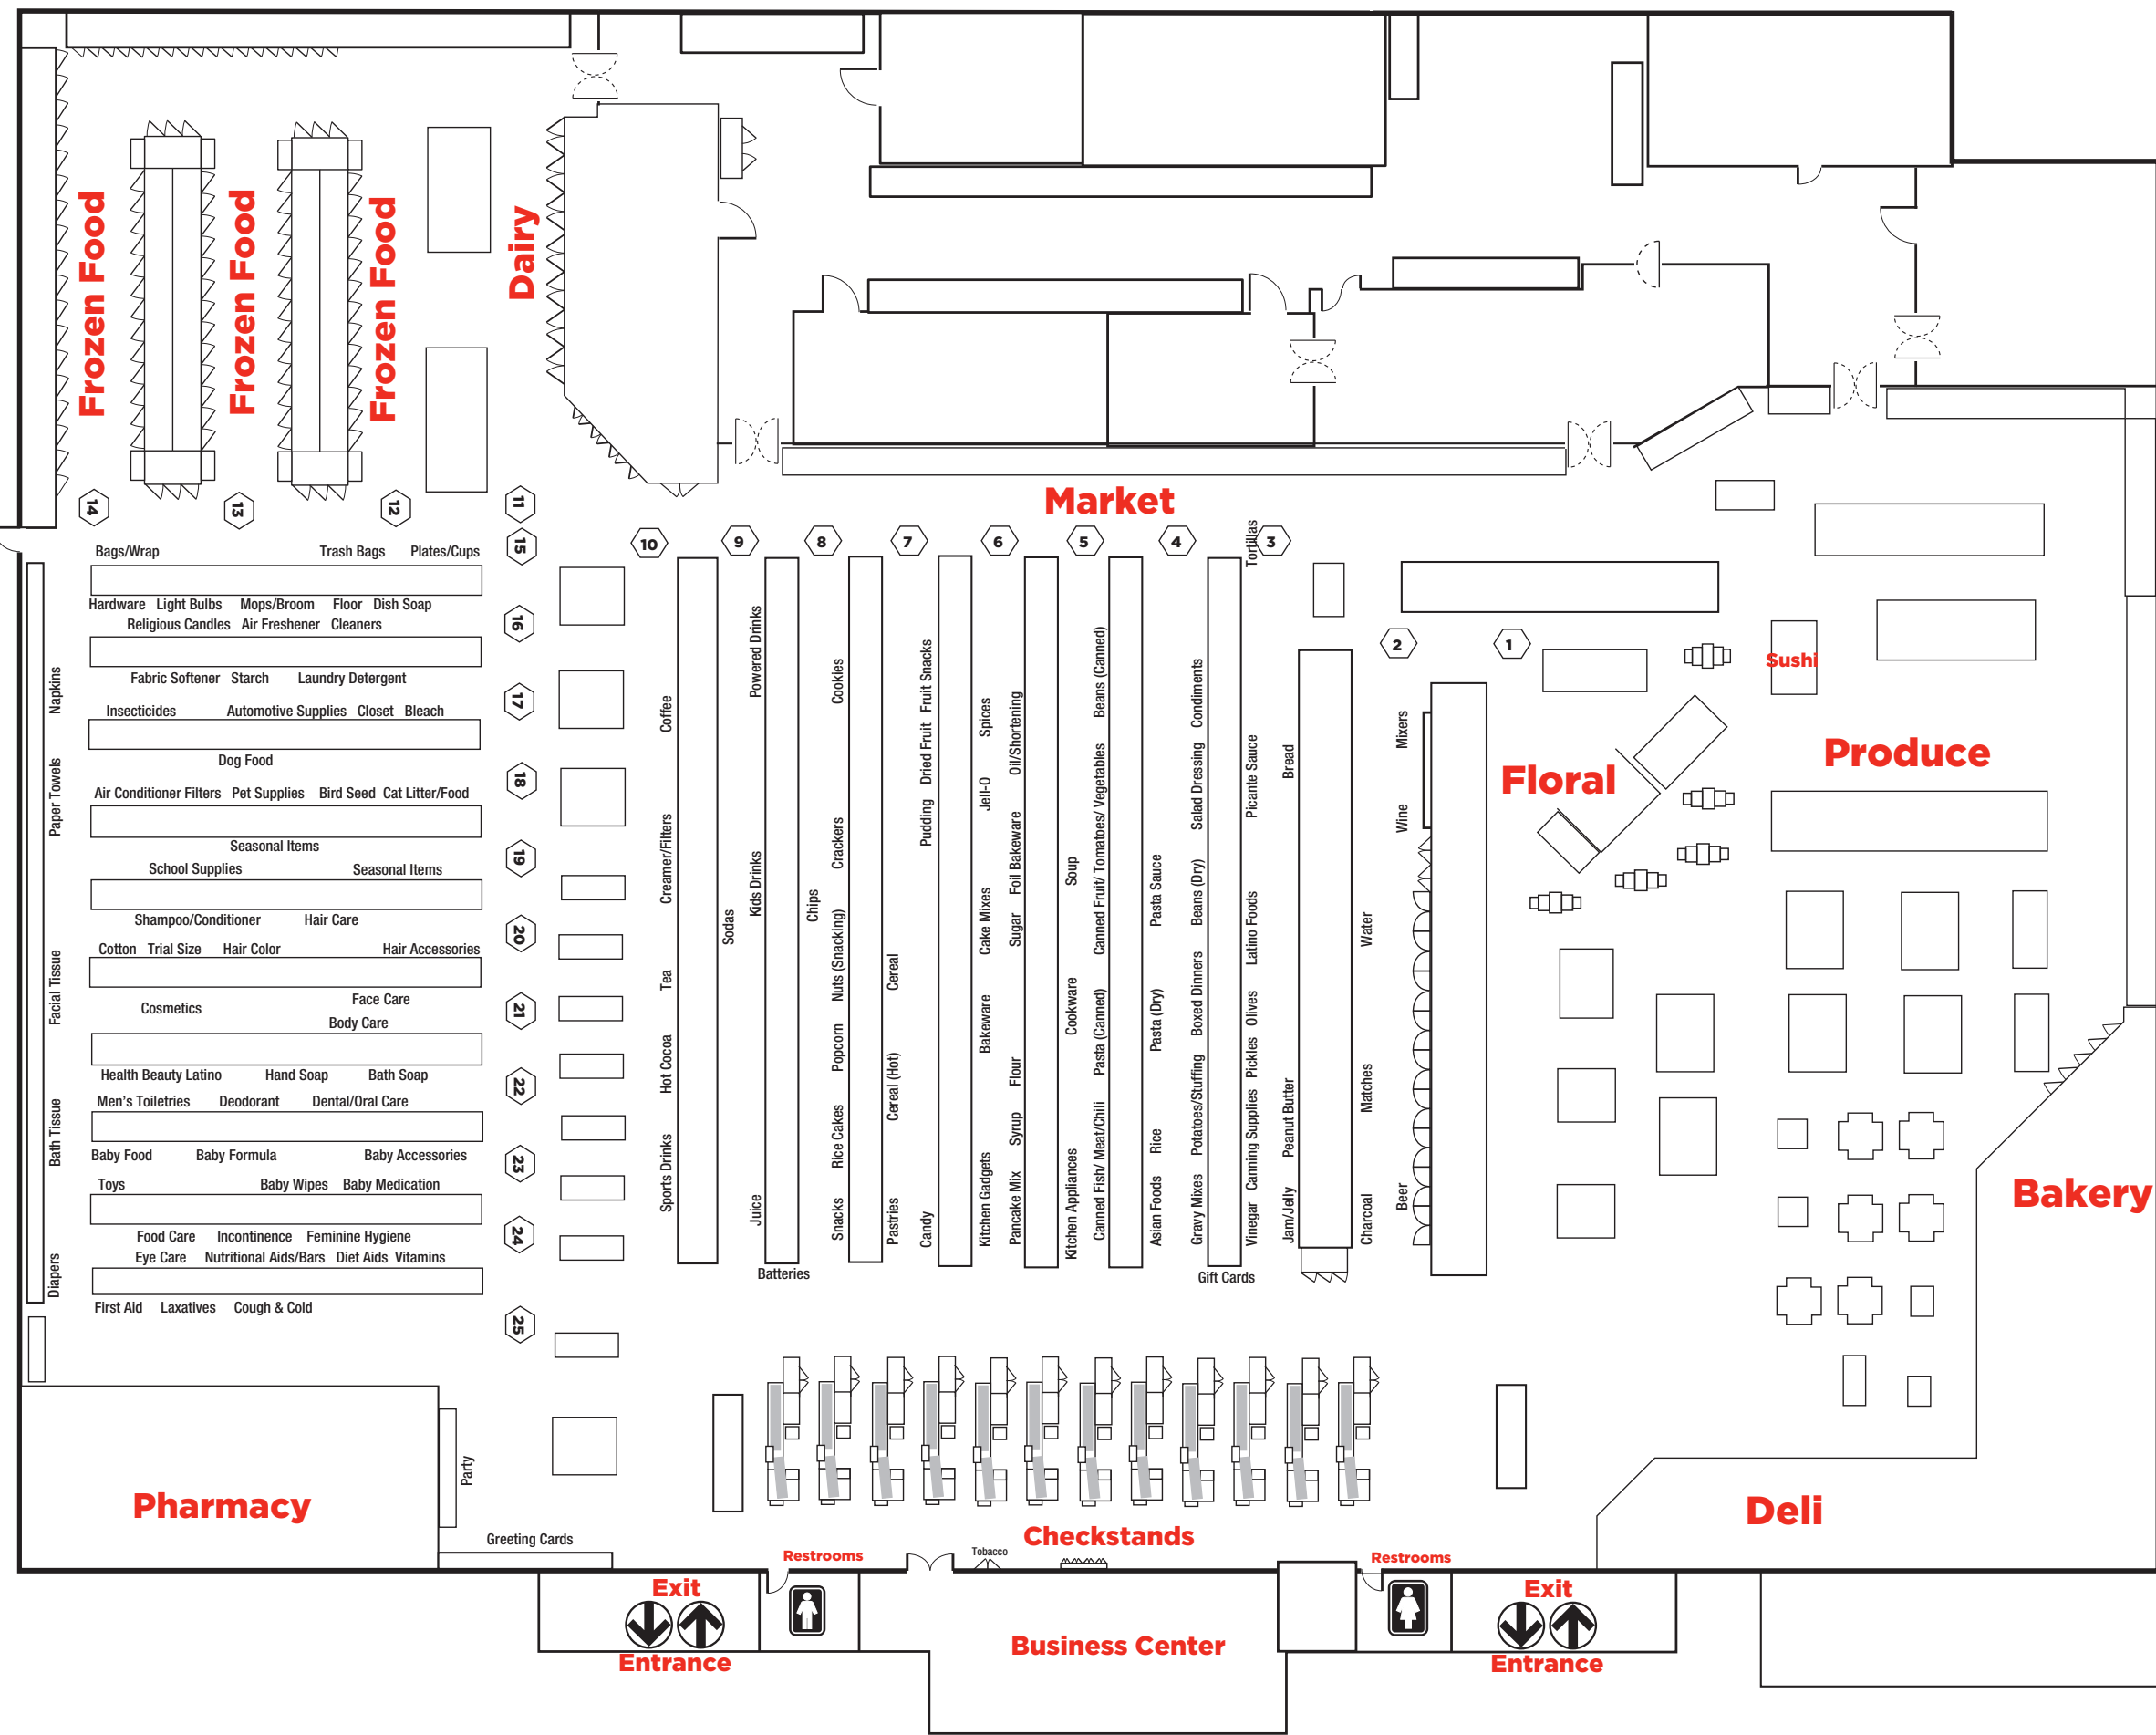 Frozen Food
Frozen Food
Frozen Food
Dairy
Market
14
13
12
11
15
10
9
8
7
6
5
4
3
Tortillas
Bags/Wrap
Trash Bags
Plates/Cups
Hardware Light Bulbs Mops/Broom Floor Dish Soap
Religious Candles Air Freshener Cleaners
16
Fabric Softener Starch Laundry Detergent
17
Insecticides Automotive Supplies Closet Bleach
Dog Food
18
Air Conditioner Filters Pet Supplies Bird Seed Cat Litter/Food
Seasonal Items
19
School Supplies Seasonal Items
Shampoo/Conditioner Hair Care
20
Cotton Trial Size Hair Color Hair Accessories
Face Care
Cosmetics
21
Body Care
Health Beauty Latino Hand Soap Bath Soap
22
Men's Toiletries Deodorant Dental/Oral Care
Baby Food Baby Formula Baby Accessories
23
Toys Baby Wipes Baby Medication
24
Food Care Incontinence Feminine Hygiene
Eye Care Nutritional Aids/Bars Diet Aids Vitamins
First Aid Laxatives Cough & Cold
25
Napkins
Paper Towels
Facial Tissue
Bath Tissue
Diapers
Coffee
Creamer/Filters
Tea
Hot Cocoa
Sports Drinks
Sodas
Powered Drinks
Kids Drinks
Juice
Batteries
Chips
Cookies
Crackers
Nuts (Snacking)
Popcorn
Rice Cakes
Snacks
Cereal
Cereal (Hot)
Pastries
Fruit Snacks
Dried Fruit
Pudding
Candy
Spices
Jell-O
Cake Mixes
Bakeware
Kitchen Gadgets
Oil/Shortening
Foil Bakeware
Sugar
Flour
Syrup
Pancake Mix
Soup
Cookware
Kitchen Appliances
Beans (Canned)
Canned Fruit/ Tomatoes/ Vegetables
Pasta (Canned)
Canned Fish/ Meat/Chili
Pasta Sauce
Pasta (Dry)
Rice
Asian Foods
Condiments
Salad Dressing
Beans (Dry)
Boxed Dinners
Potatoes/Stuffing
Gravy Mixes
Gift Cards
Picante Sauce
Latino Foods
Olives
Pickles
Canning Supplies
Vinegar
Bread
Peanut Butter
Jam/Jelly
2
Water
Matches
Charcoal
Mixers
Wine
Beer
1
Sushi
Floral
Produce
Bakery
Deli
Pharmacy
Party
Greeting Cards
Checkstands
Tobacco
Restrooms
Restrooms
Exit
Entrance
Business Center
Exit
Entrance